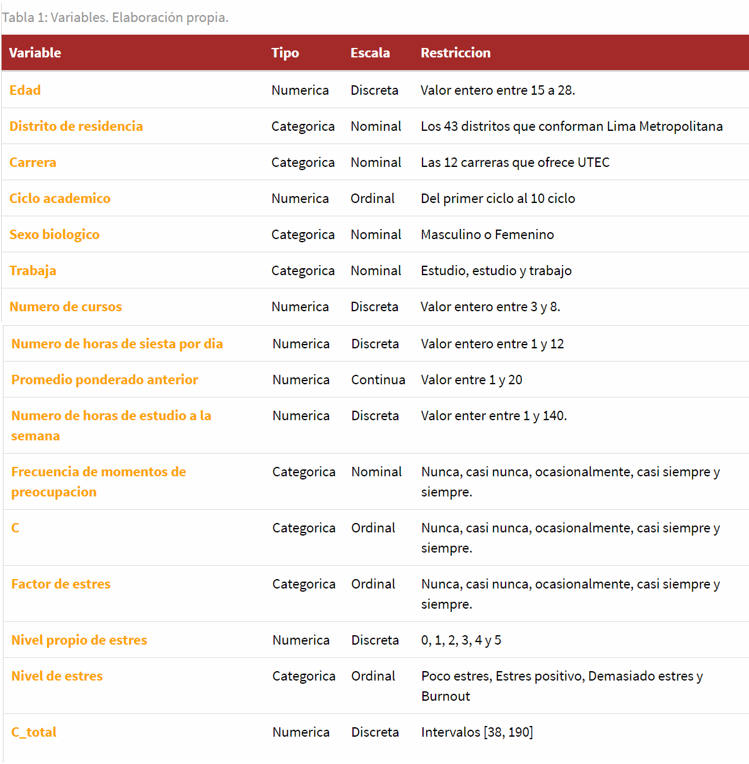 Tabla 1: Variables. Elaboración propia.
Variable Tipo Escala Restriccion
Edad Numerica Discreta Valor entero entre 15 a 28.
Distrito de residencia Categorica Nominal Los 43 distritos que conforman Lima Metropolitana
Carrera Categorica Nominal Las 12 carreras que ofrece UTEC
Ciclo academico Numerica Ordinal Del primer ciclo al 10 ciclo
Sexo biologico Categorica Nominal Masculino o Femenino
Trabaja Categorica Nominal Estudio, estudio y trabajo
Numero de cursos Numerica Discreta Valor entero entre 3 y 8.
Numero de horas de siesta por dia Numerica Discreta Valor entero entre 1 y 12
Promedio ponderado anterior Numerica Continua Valor entre 1 y 20
Numero de horas de estudio a la Numerica Discreta Valor enter entre 1 y 140.
semana
Frecuencia de momentos de Categorica Nominal Nunca, casi nunca, ocasionalmente, casi siempre y
preocupacion siempre.
C Categorica Ordinal Nunca, casi nunca, ocasionalmente, casi siempre y
siempre.
Factor de estres Categorica Ordinal Nunca, casi nunca, ocasionalmente, casi siempre y
siempre.
Nivel propio de estres Numerica Discreta 0, 1, 2, 3, 4 y 5
Nivel de estres Categorica Ordinal Poco estres, Estres positivo, Demasiado estres y
Burnout
C_total Numerica Discreta Intervalos [38, 190]